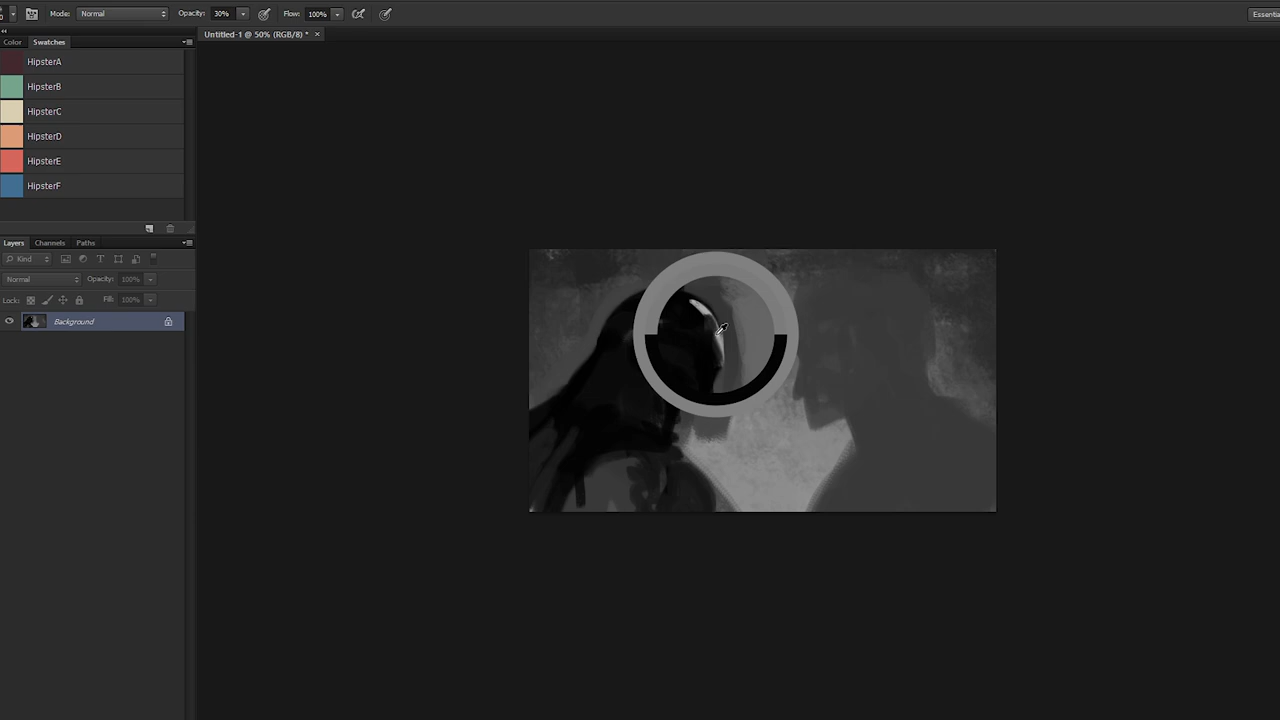 Mode: Normal Opacity: 30% Flow: 100% Essentia
Untitled-1 @ 50% (RGB/8) * ×
Color Swatches
HipsterA
HipsterB
HipsterC
HipsterD
HipsterE
HipsterF
Layers Channels Paths
Kind
Normal Opacity: 100%
Lock: Fill: 100%
Background